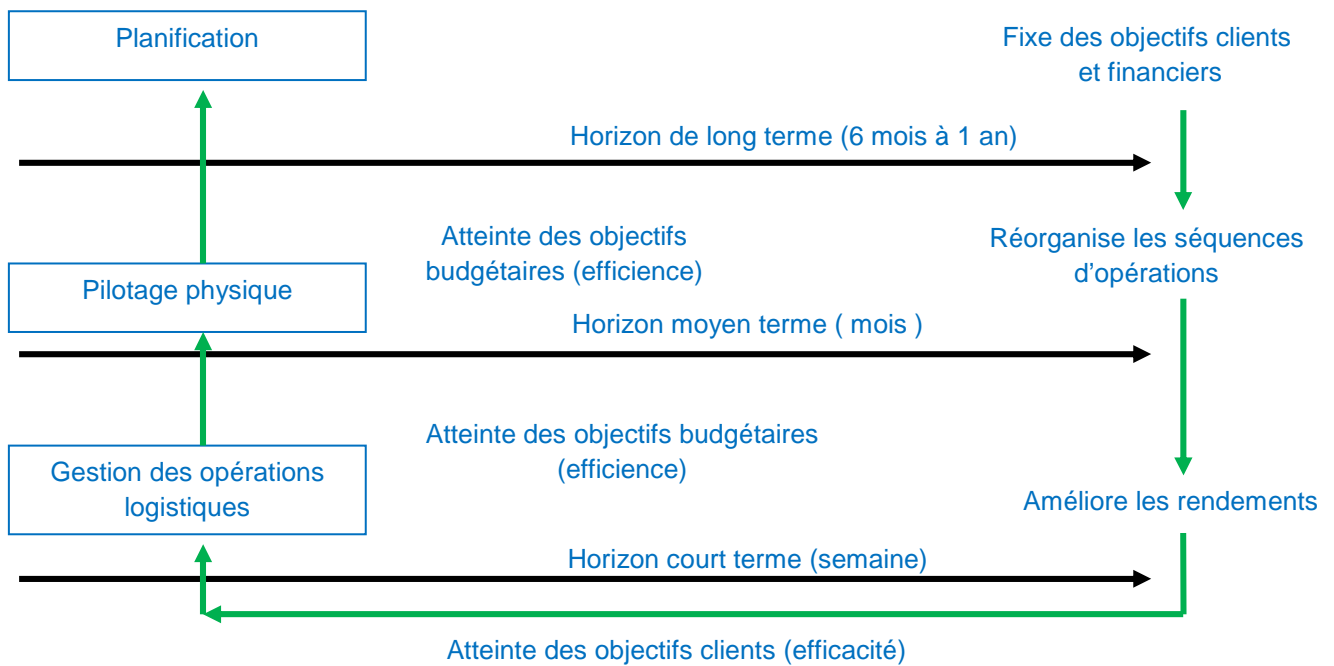 Planification
Fixe des objectifs clients
et financiers
Horizon de long terme (6 mois à 1 an)
Atteinte des objectifs
budgétaires (efficience)
Réorganise les séquences
d’opérations
Pilotage physique
Horizon moyen terme ( mois )
Atteinte des objectifs budgétaires
(efficience)
Gestion des opérations
logistiques
Améliore les rendements
Horizon court terme (semaine)
Atteinte des objectifs clients (efficacité)